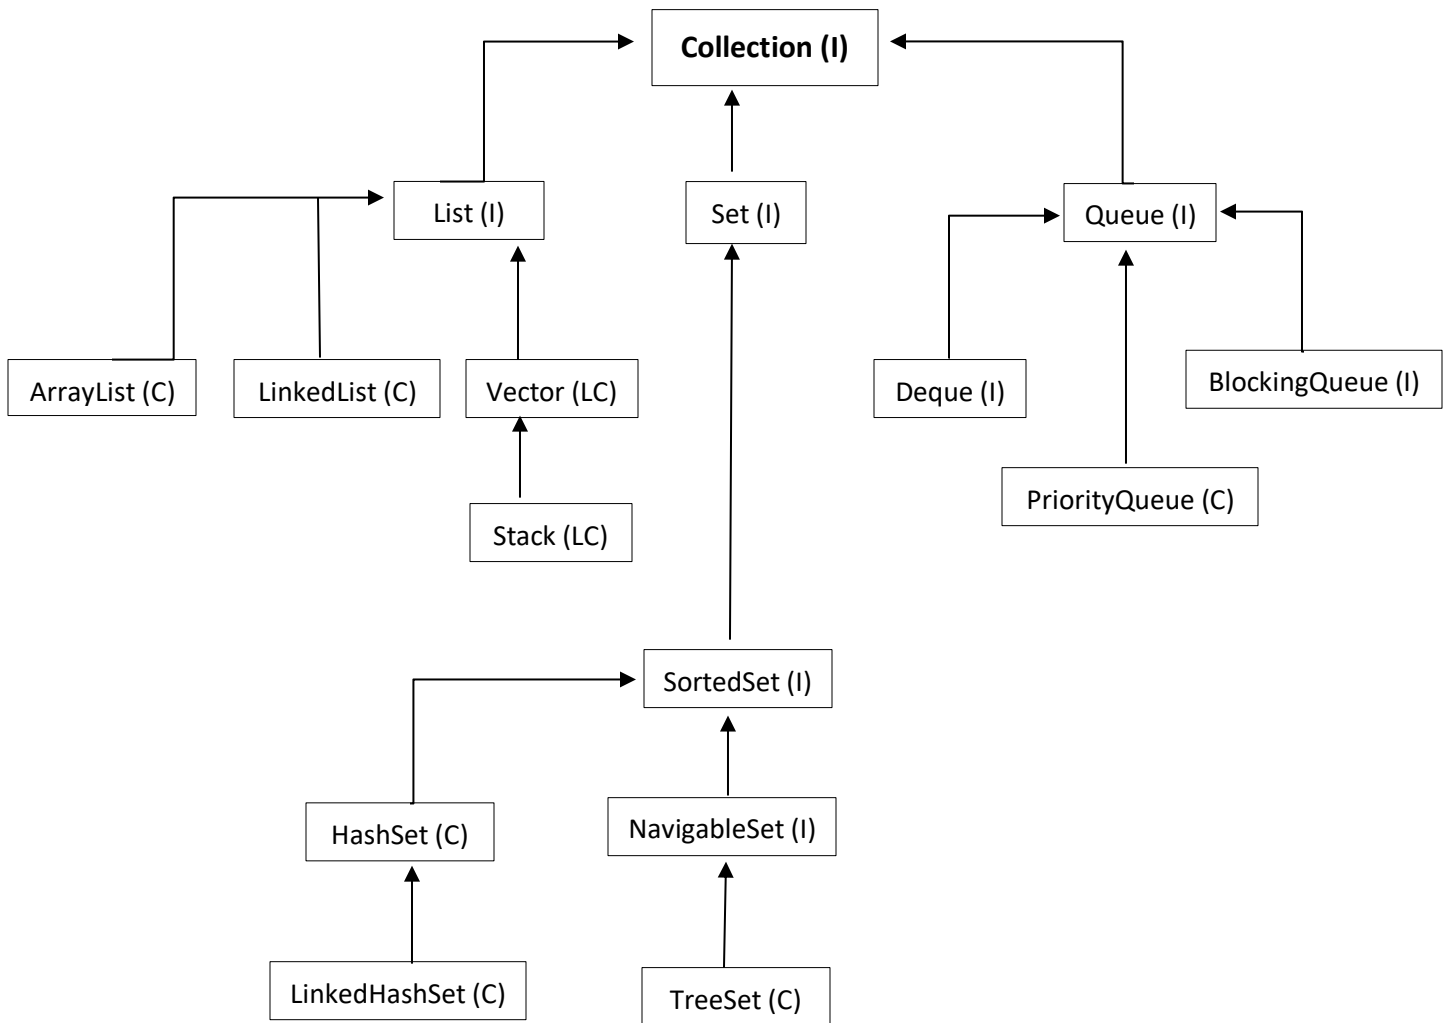 Collection (I)
List (I)
Set (I)
Queue (I)
ArrayList (C)
LinkedList (C)
Vector (LC)
Deque (I)
BlockingQueue (I)
Stack (LC)
PriorityQueue (C)
SortedSet (I)
HashSet (C)
NavigableSet (I)
LinkedHashSet (C)
TreeSet (C)